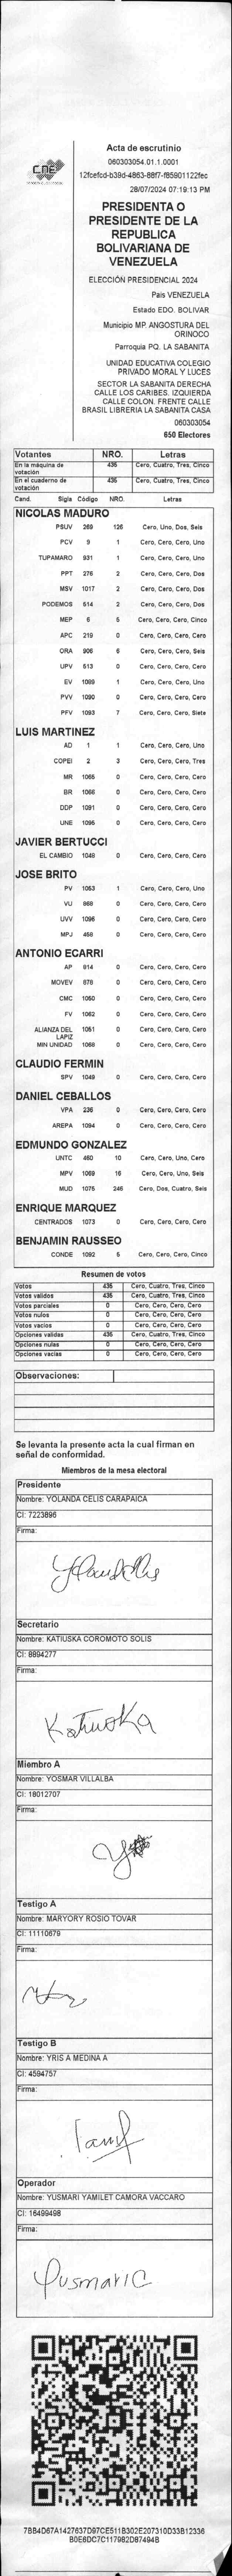 CNE
Acta de escrutinio
060303054.01.1.0001
12fcefcd-b39d-4863-88f7-f85901122fec
28/07/2024 07:19:13 PM
PRESIDENTA O
PRESIDENTE DE LA
REPUBLICA
BOLIVARIANA DE
VENEZUELA
ELECCIÓN PRESIDENCIAL 2024
Pais VENEZUELA
Estado EDO. BOLIVAR
Municipio MP. ANGOSTURA DEL
ORINOCO
Parroquia PQ. LA SABANITA
UNIDAD EDUCATIVA COLEGIO
PRIVADO MORAL Y LUCES
SECTOR LA SABANITA DERECHA
CALLE LOS CARIBES. IZQUIERDA
CALLE COLON. FRENTE CALLE
BRASIL LIBRERIA LA SABANITA CASA
060303054
650 Electores
Votantes NRO. Letras
En la máquina de votación 435 Cero, Cuatro, Tres, Cinco
En el cuaderno de votación 435 Cero, Cuatro, Tres, Cinco
Cand. Sigla Código NRO. Letras
NICOLAS MADURO
PSUV 269 126 Cero, Uno, Dos, Seis
PCV 9 1 Cero, Cero, Cero, Uno
TUPAMARO 931 1 Cero, Cero, Cero, Uno
PPT 276 2 Cero, Cero, Cero, Dos
MSV 1017 2 Cero, Cero, Cero, Dos
PODEMOS 514 2 Cero, Cero, Cero, Dos
MEP 6 5 Cero, Cero, Cero, Cinco
APC 219 0 Cero, Cero, Cero, Cero
ORA 906 6 Cero, Cero, Cero, Seis
UPV 513 0 Cero, Cero, Cero, Cero
EV 1089 1 Cero, Cero, Cero, Uno
PVV 1090 0 Cero, Cero, Cero, Cero
PFV 1093 7 Cero, Cero, Cero, Siete
LUIS MARTINEZ
AD 1 1 Cero, Cero, Cero, Uno
COPEI 2 3 Cero, Cero, Cero, Tres
MR 1065 0 Cero, Cero, Cero, Cero
BR 1066 0 Cero, Cero, Cero, Cero
DDP 1091 0 Cero, Cero, Cero, Cero
UNE 1095 0 Cero, Cero, Cero, Cero
JAVIER BERTUCCI
EL CAMBIO 1048 0 Cero, Cero, Cero, Cero
JOSE BRITO
PV 1053 1 Cero, Cero, Cero, Uno
VU 868 0 Cero, Cero, Cero, Cero
UVV 1096 0 Cero, Cero, Cero, Cero
MPJ 458 0 Cero, Cero, Cero, Cero
ANTONIO ECARRI
AP 814 0 Cero, Cero, Cero, Cero
MOVEV 878 0 Cero, Cero, Cero, Cero
CMC 1050 0 Cero, Cero, Cero, Cero
FV 1062 0 Cero, Cero, Cero, Cero
ALIANZA DEL LAPIZ 1051 0 Cero, Cero, Cero, Cero
MIN UNIDAD 1068 0 Cero, Cero, Cero, Cero
CLAUDIO FERMIN
SPV 1049 0 Cero, Cero, Cero, Cero
DANIEL CEBALLOS
VPA 236 0 Cero, Cero, Cero, Cero
AREPA 1094 0 Cero, Cero, Cero, Cero
EDMUNDO GONZALEZ
UNTC 460 10 Cero, Cero, Uno, Cero
MPV 1069 16 Cero, Cero, Uno, Seis
MUD 1075 246 Cero, Dos, Cuatro, Seis
ENRIQUE MARQUEZ
CENTRADOS 1073 0 Cero, Cero, Cero, Cero
BENJAMIN RAUSSEO
CONDE 1092 5 Cero, Cero, Cero, Cinco
Resumen de votos
Votos 435 Cero, Cuatro, Tres, Cinco
Votos validos 435 Cero, Cuatro, Tres, Cinco
Votos parciales 0 Cero, Cero, Cero, Cero
Votos nulos 0 Cero, Cero, Cero, Cero
Votos vacios 0 Cero, Cero, Cero, Cero
Opciones validas 435 Cero, Cuatro, Tres, Cinco
Opciones nulas 0 Cero, Cero, Cero, Cero
Opciones vacias 0 Cero, Cero, Cero, Cero
Observaciones:
Se levanta la presente acta la cual firman en
señal de conformidad.
Miembros de la mesa electoral
Presidente
Nombre: YOLANDA CELIS CARAPAICA
CI: 7223896
Firma:
Secretario
Nombre: KATIUSKA COROMOTO SOLIS
CI: 8894277
Firma:
Katiuska
Miembro A
Nombre: YOSMAR VILLALBA
CI: 18012707
Firma:
Testigo A
Nombre: MARYORY ROSIO TOVAR
CI: 11110679
Firma:
Testigo B
Nombre: YRIS A MEDINA A
CI: 4594757
Firma:
Operador
Nombre: YUSMARI YAMILET CAMORA VACCARO
CI: 16499498
Firma:
Yusmari C
7BB4D67A1427637D97CE511B302E207310D33B12336
B0E6DC7C117982D87494B